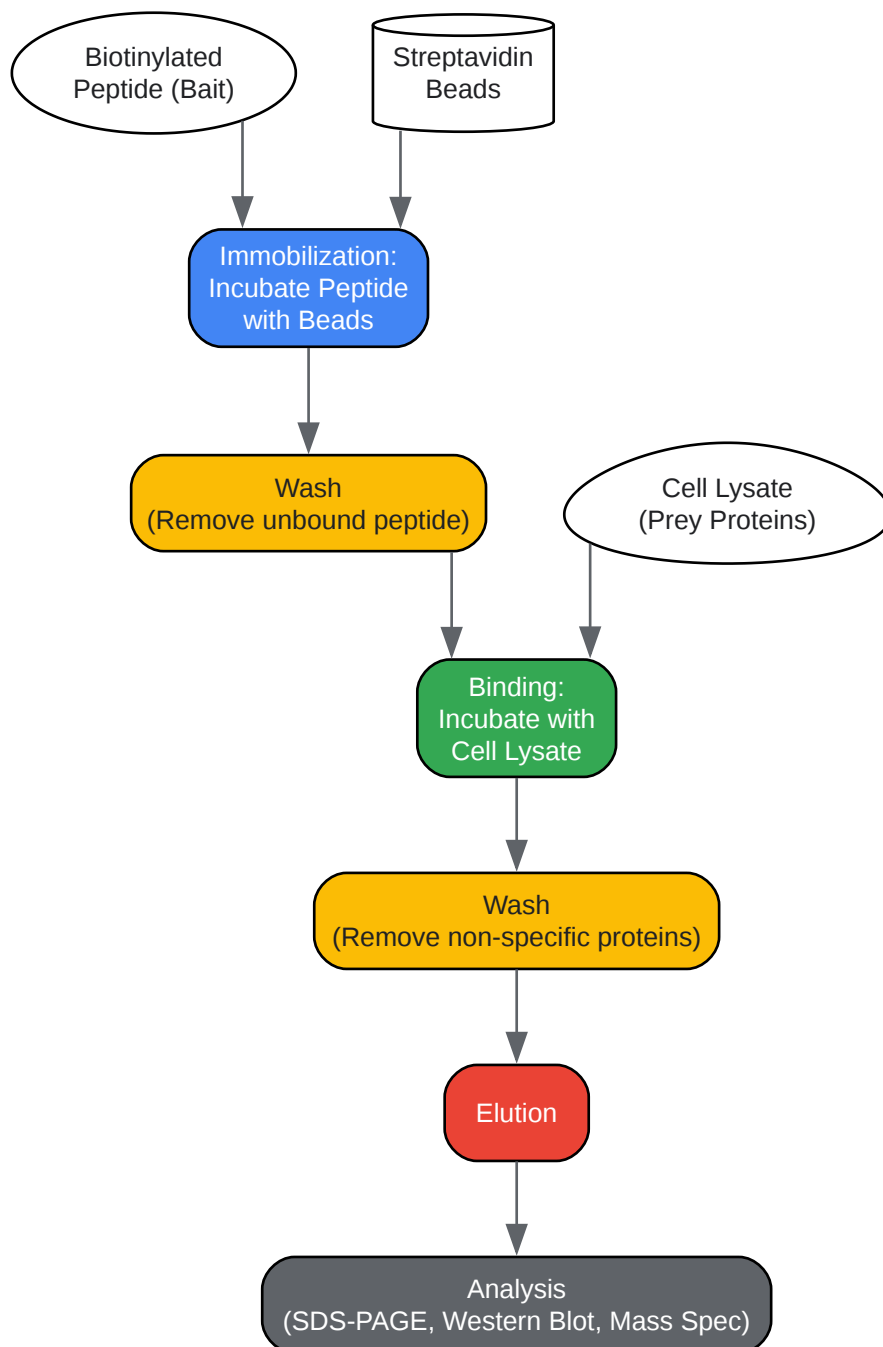 Biotinylated
Peptide (Bait)
Streptavidin
Beads
Immobilization:
Incubate Peptide
with Beads
Wash
(Remove unbound peptide)
Cell Lysate
(Prey Proteins)
Binding:
Incubate with
Cell Lysate
Wash
(Remove non-specific proteins)
Elution
Analysis
(SDS-PAGE, Western Blot, Mass Spec)